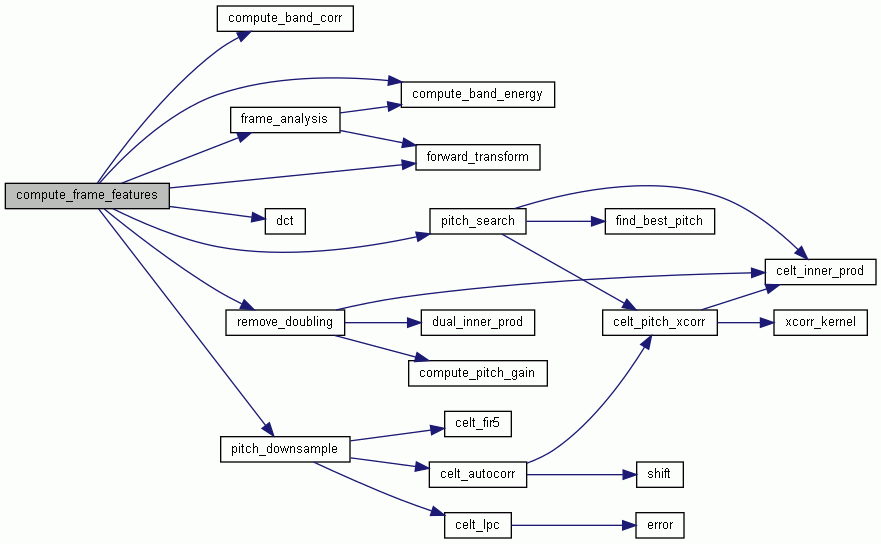 compute_band_corr
compute_band_energy
frame_analysis
forward_transform
compute_frame_features
dct
pitch_search
find_best_pitch
celt_inner_prod
remove_doubling
dual_inner_prod
celt_pitch_xcorr
xcorr_kernel
compute_pitch_gain
celt_fir5
pitch_downsample
celt_autocorr
shift
celt_lpc
error